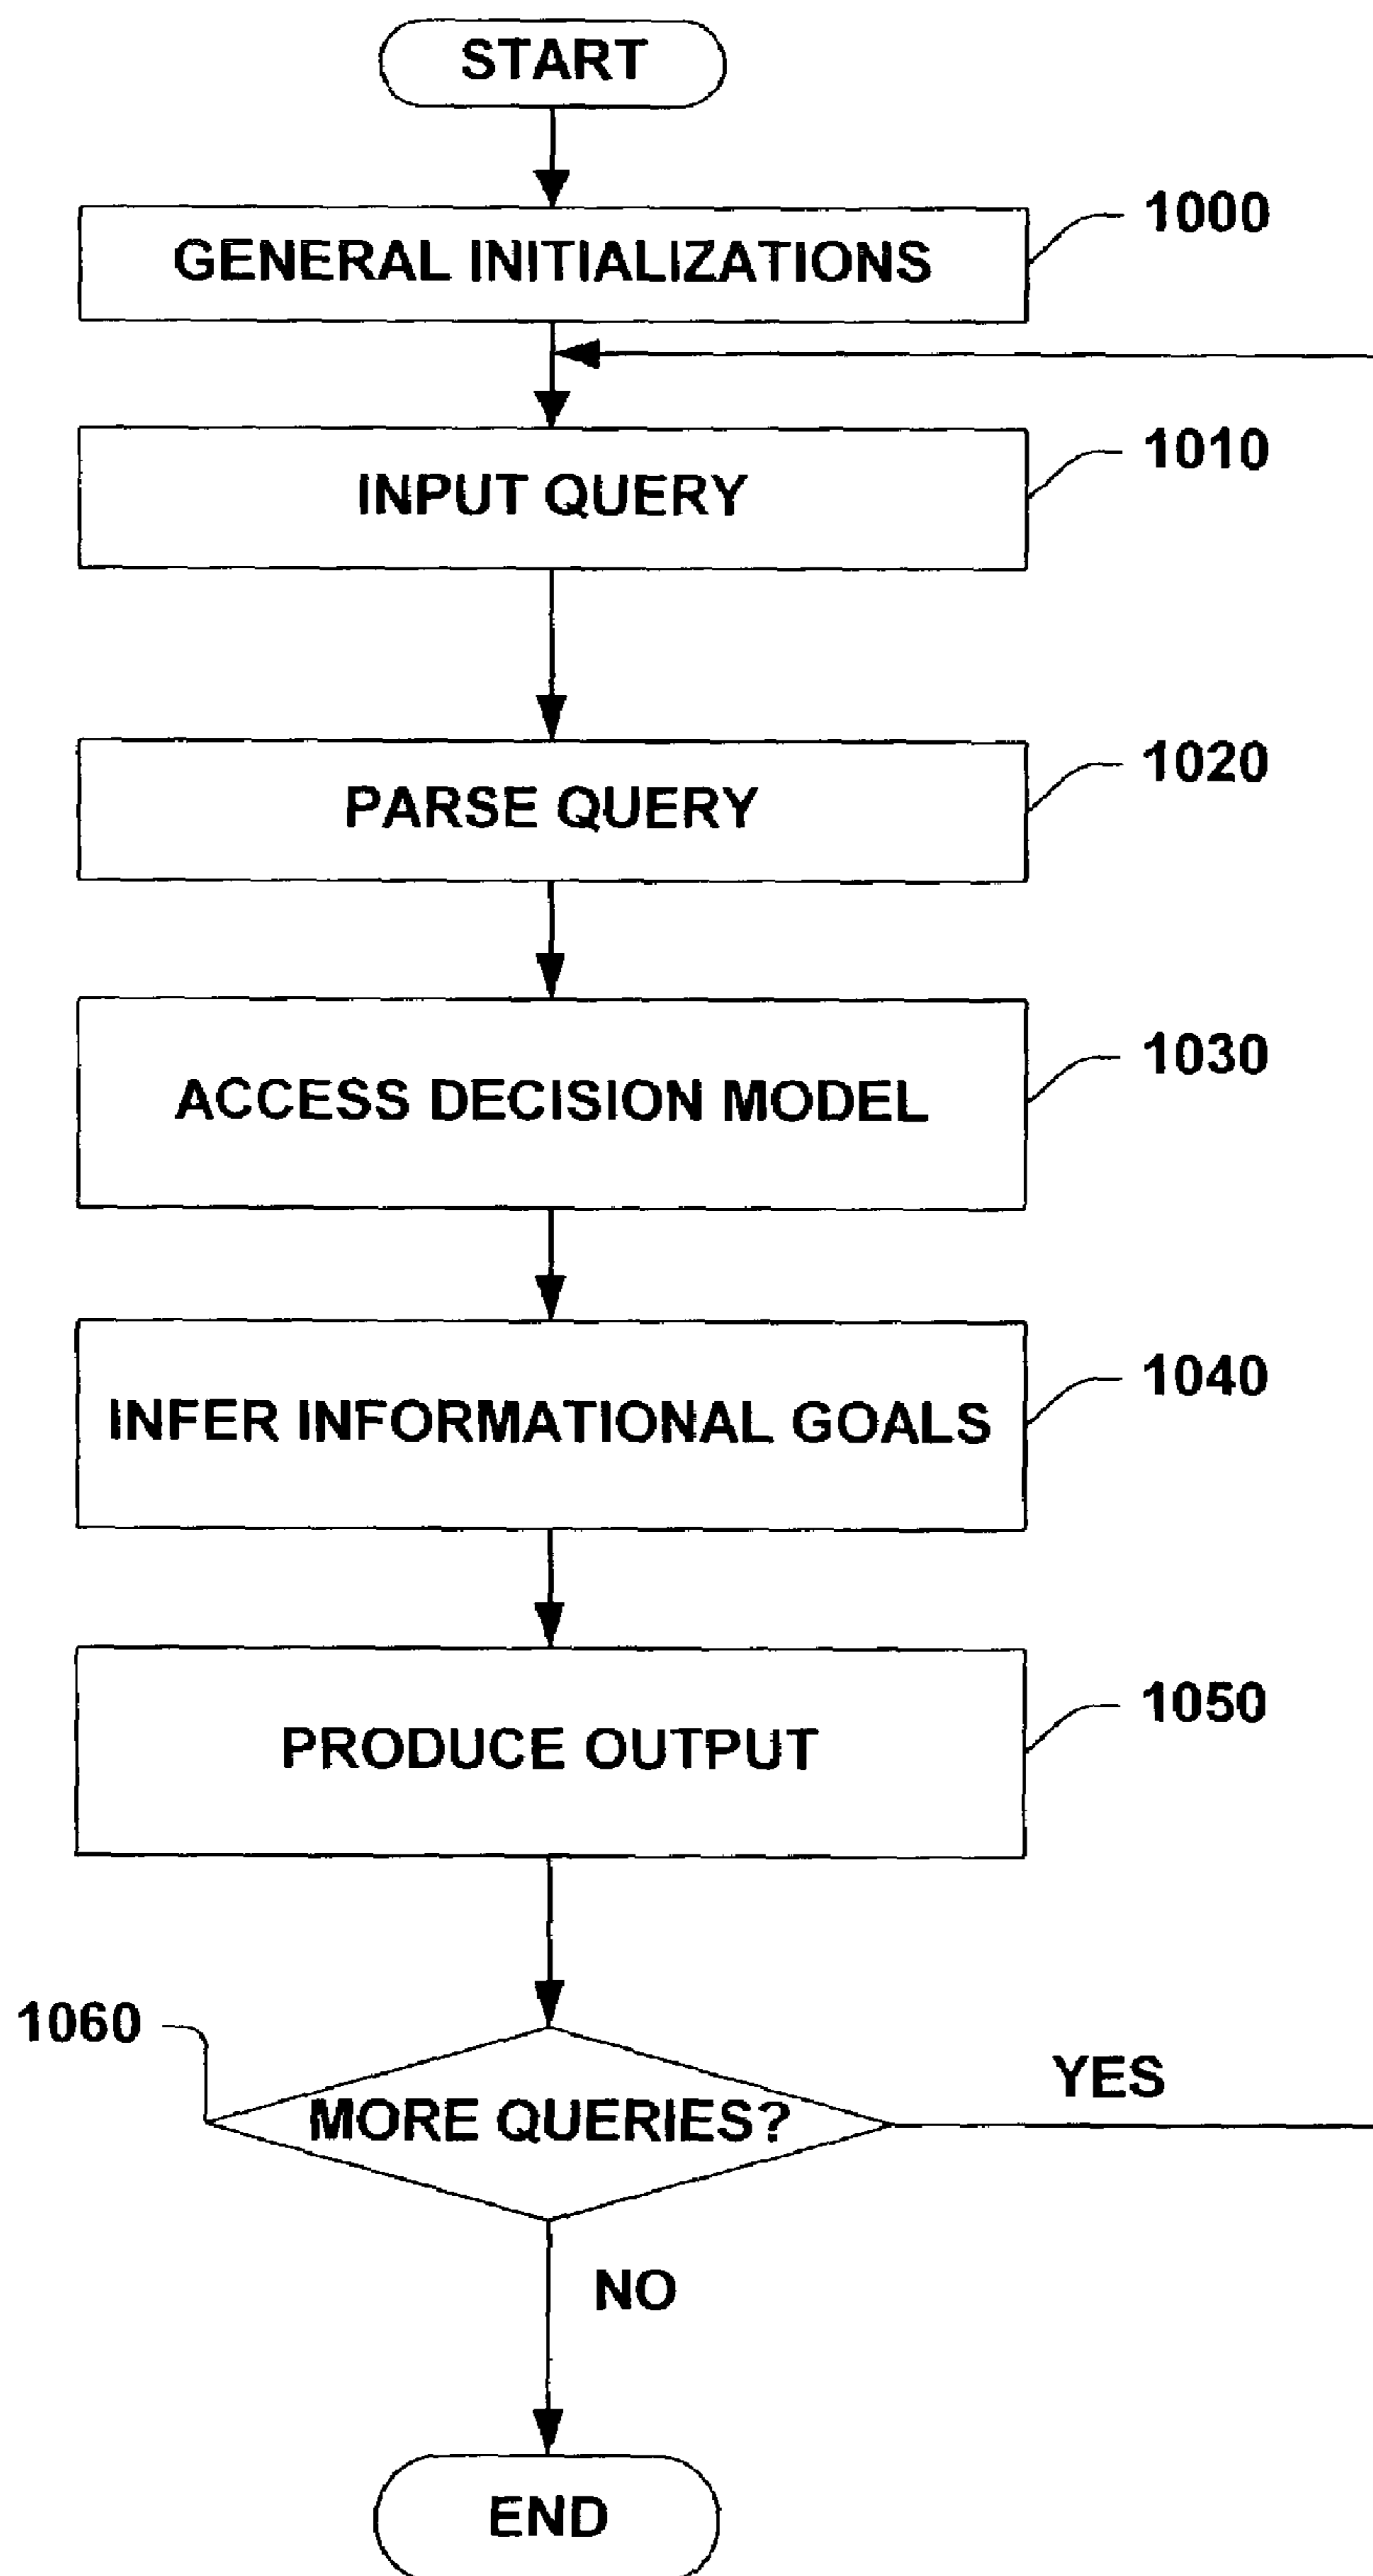 START
GENERAL INITIALIZATIONS
1000
INPUT QUERY
1010
PARSE QUERY
1020
ACCESS DECISION MODEL
1030
INFER INFORMATIONAL GOALS
1040
PRODUCE OUTPUT
1050
1060
MORE QUERIES?
YES
NO
END